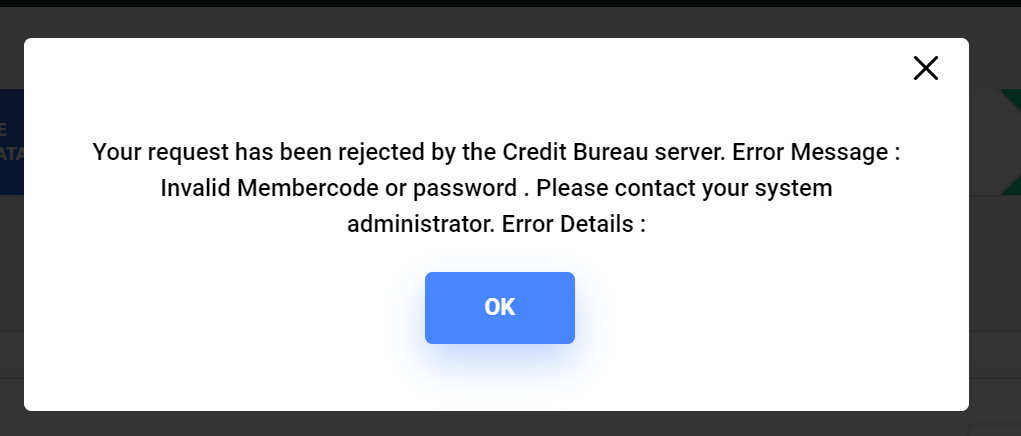 E
ATA
Your request has been rejected by the Credit Bureau server. Error Message :
Invalid Membercode or password . Please contact your system
administrator. Error Details :
OK